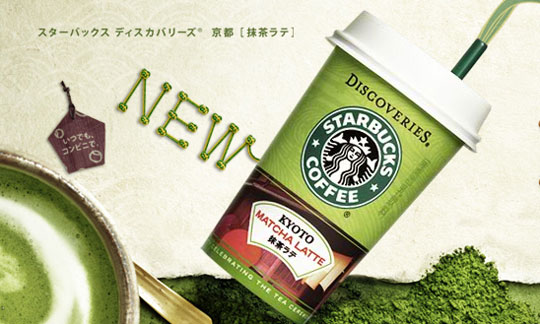 スターバックス ディスカバリーズ® 京都 [抹茶ラテ]
NEW
いつでも、
コンビニで。
DISCOVERIES®
STARBUCKS
COFFEE
®
KYOTO
MATCHA LATTE
抹茶ラテ
CELEBRATING THE TEA